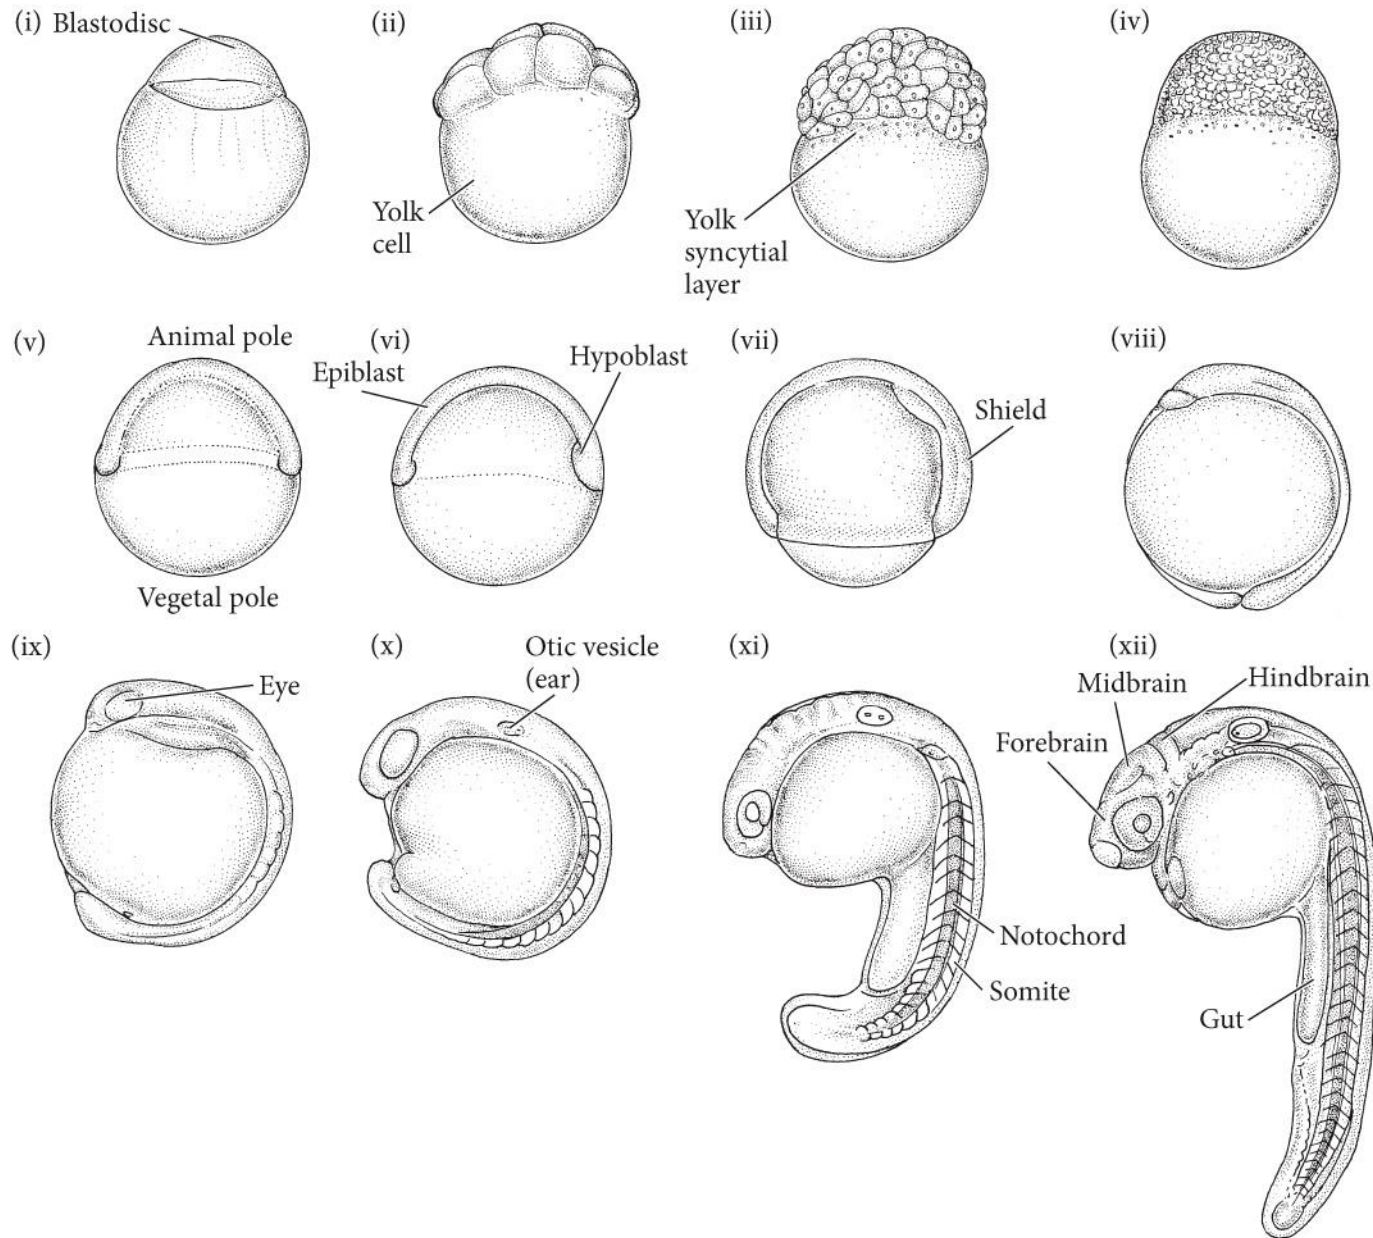 (i) Blastodisc
(ii)
Yolk
cell
(iii)
Yolk
syncytial
layer
(iv)
(v)
Animal pole
Vegetal pole
(vi)
Epiblast
Hypoblast
(vii)
Shield
(viii)
(ix)
Eye
(x)
Otic vesicle
(ear)
(xi)
Notochord
Somite
(xii)
Midbrain
Hindbrain
Forebrain
Gut